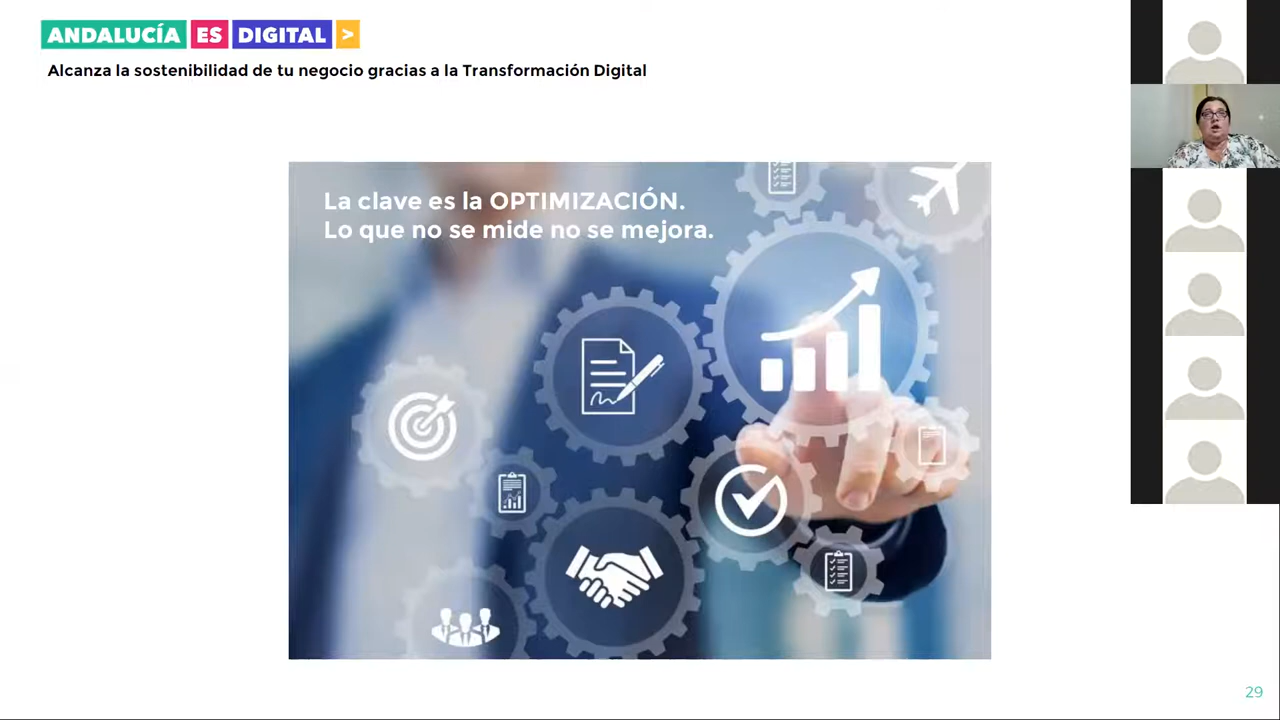 ANDALUCÍA ES DIGITAL >
Alcanza la sostenibilidad de tu negocio gracias a la Transformación Digital
La clave es la OPTIMIZACIÓN.
Lo que no se mide no se mejora.
29